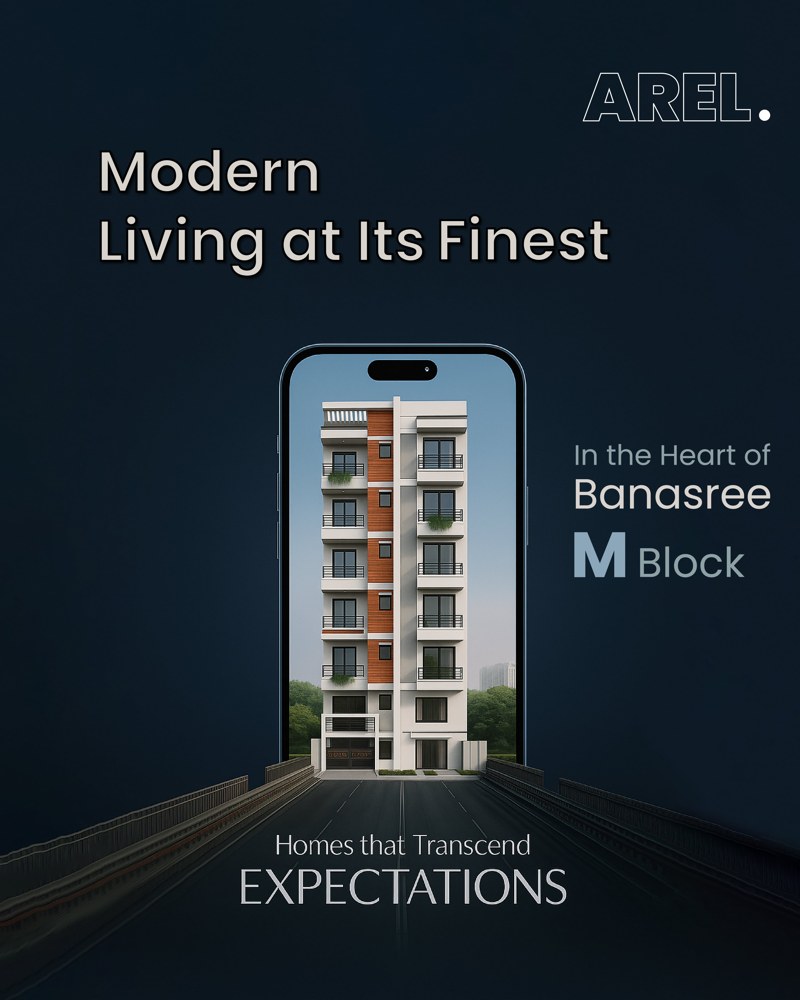 AREL.
Modern
Living at Its Finest
In the Heart of
Banasree
M Block
Homes that Transcend
EXPECTATIONS